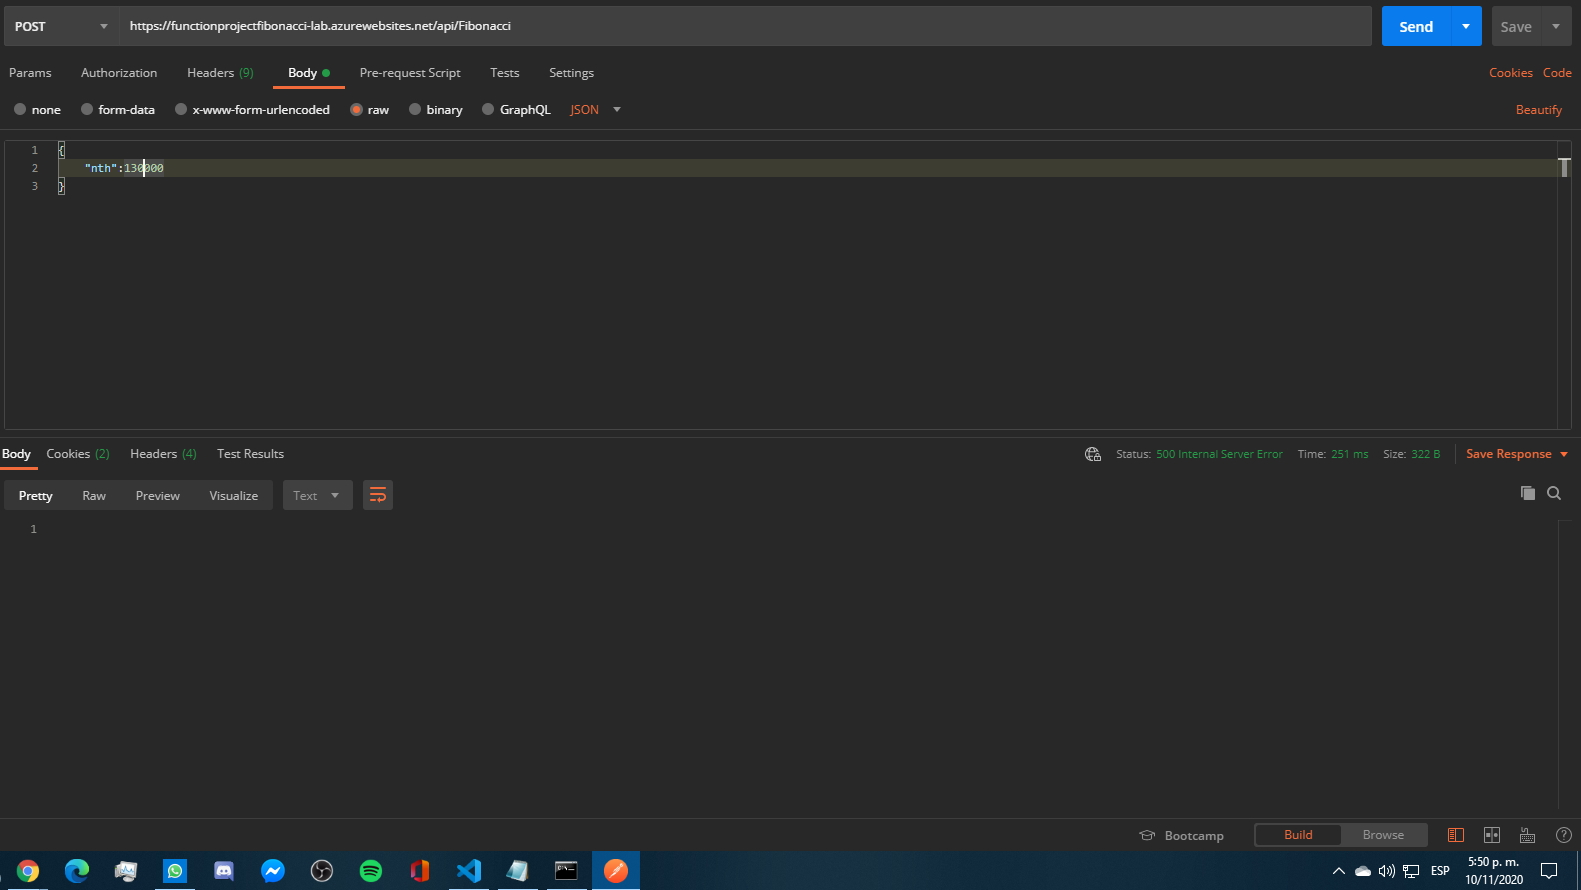 POST https://functionprojectfibonacci-lab.azurewebsites.net/api/Fibonacci Send Save
Params Authorization Headers (9) Body Pre-request Script Tests Settings Cookies Code
none form-data x-www-form-urlencoded raw binary GraphQL JSON Beautify
1 {
2 "nth":130000
3 }
Body Cookies (2) Headers (4) Test Results Status: 500 Internal Server Error Time: 251 ms Size: 322 B Save Response
Pretty Raw Preview Visualize Text
1
Bootcamp Build Browse
ESP 5:50 p. m.
10/11/2020